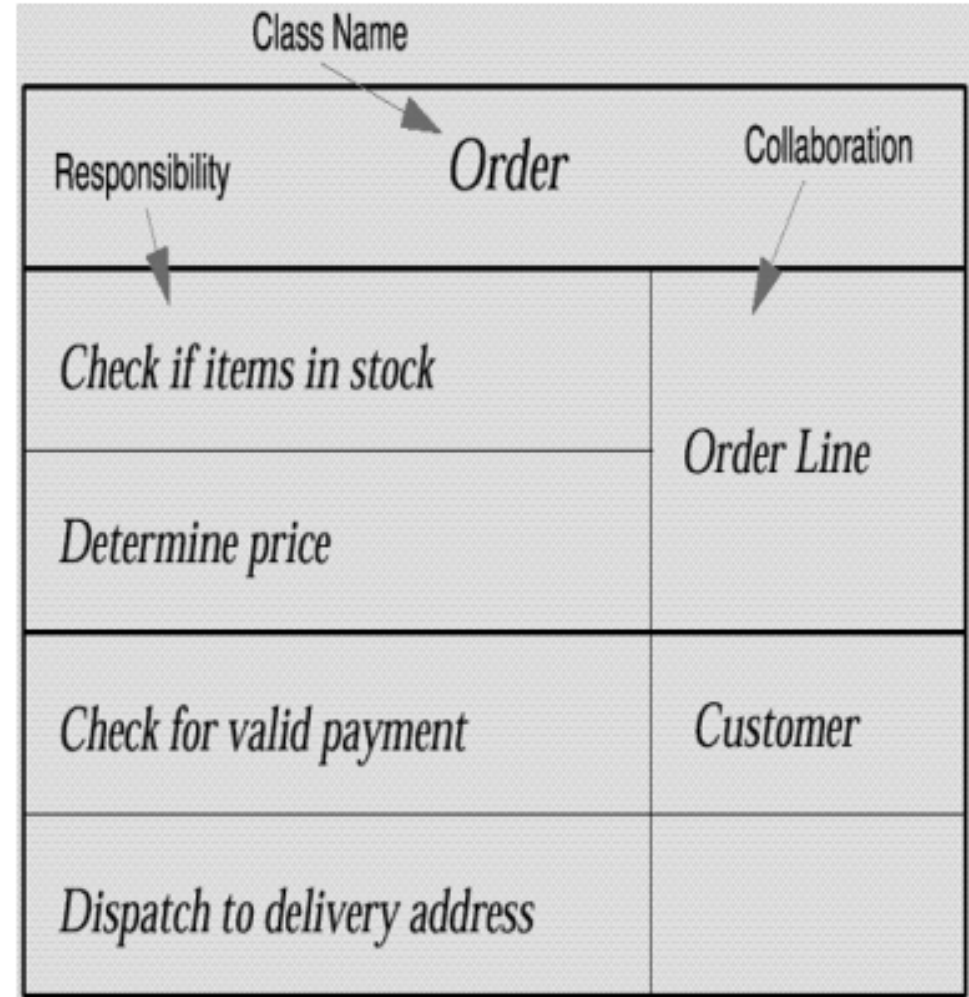 Class Name
Responsibility
Order
Collaboration
Check if items in stock
Order Line
Determine price
Check for valid payment
Customer
Dispatch to delivery address